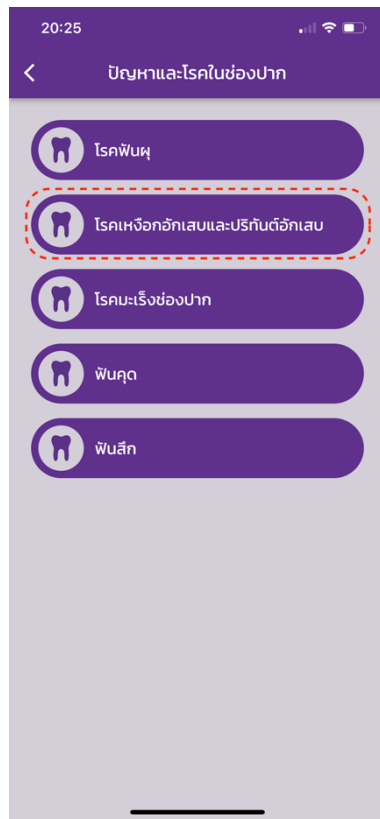 20:25
ปัญหาและโรคในช่องปาก
โรคฟันผุ
โรคเหงือกอักเสบและปริทันต์อักเสบ
โรคมะเร็งช่องปาก
ฟันคุด
ฟันสึก